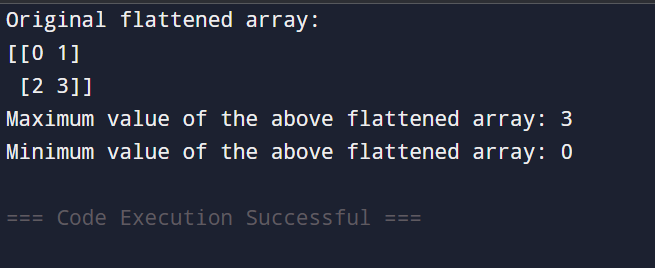 Original flattened array:
[[0 1]
 [2 3]]
Maximum value of the above flattened array: 3
Minimum value of the above flattened array: 0
=== Code Execution Successful ===